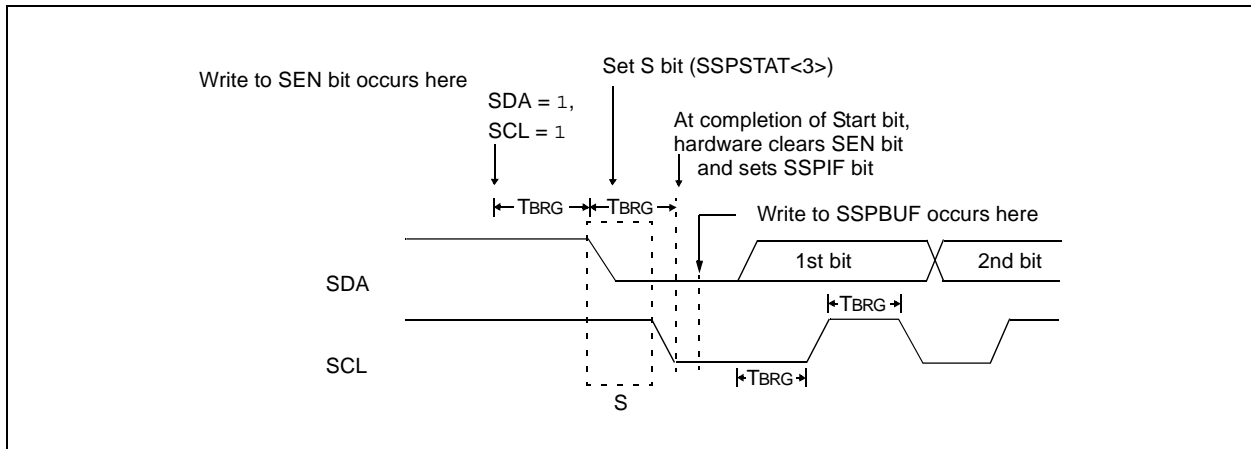 Write to SEN bit occurs here
Set S bit (SSPSTAT<3>)
SDA = 1,
SCL = 1
At completion of Start bit,
hardware clears SEN bit
and sets SSPIF bit
TBRG
TBRG
Write to SSPBUF occurs here
SDA
1st bit
2nd bit
TBRG
SCL
TBRG
S